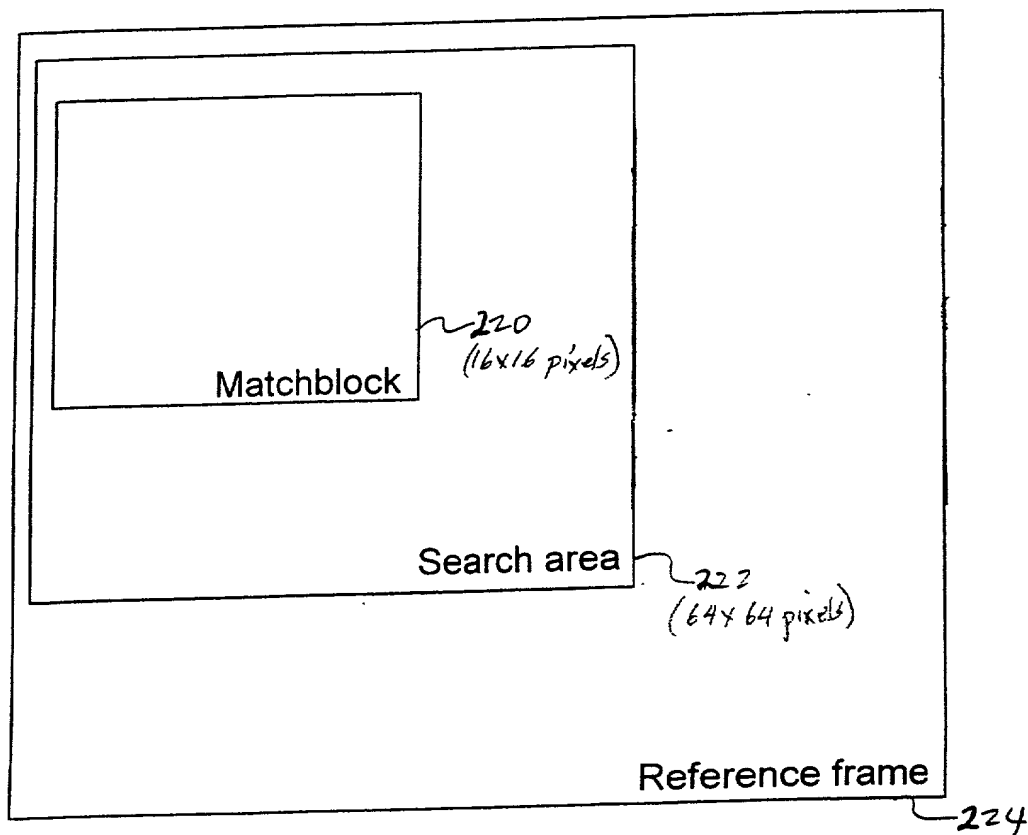 220
(16x16 pixels)
Matchblock
Search area
222
(64x64 pixels)
Reference frame
224